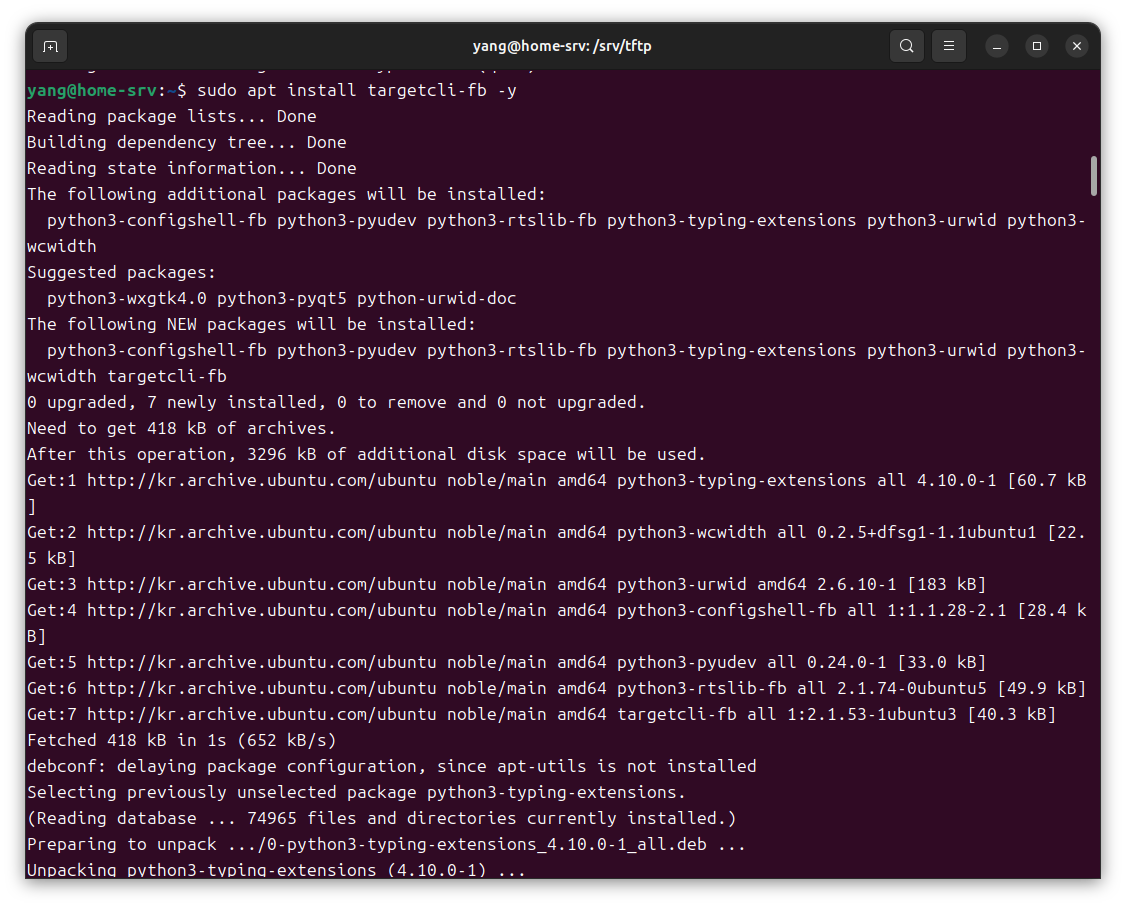 yang@home-srv: /srv/tftp
yang@home-srv:~$ sudo apt install targetcli-fb -y
Reading package lists... Done
Building dependency tree... Done
Reading state information... Done
The following additional packages will be installed:
  python3-configshell-fb python3-pyudev python3-rtslib-fb python3-typing-extensions python3-urwid python3-
wcwidth
Suggested packages:
  python3-wxgtk4.0 python3-pyqt5 python-urwid-doc
The following NEW packages will be installed:
  python3-configshell-fb python3-pyudev python3-rtslib-fb python3-typing-extensions python3-urwid python3-
wcwidth targetcli-fb
0 upgraded, 7 newly installed, 0 to remove and 0 not upgraded.
Need to get 418 kB of archives.
After this operation, 3296 kB of additional disk space will be used.
Get:1 http://kr.archive.ubuntu.com/ubuntu noble/main amd64 python3-typing-extensions all 4.10.0-1 [60.7 kB
]
Get:2 http://kr.archive.ubuntu.com/ubuntu noble/main amd64 python3-wcwidth all 0.2.5+dfsg1-1.1ubuntu1 [22.
5 kB]
Get:3 http://kr.archive.ubuntu.com/ubuntu noble/main amd64 python3-urwid amd64 2.6.10-1 [183 kB]
Get:4 http://kr.archive.ubuntu.com/ubuntu noble/main amd64 python3-configshell-fb all 1:1.1.28-2.1 [28.4 k
B]
Get:5 http://kr.archive.ubuntu.com/ubuntu noble/main amd64 python3-pyudev all 0.24.0-1 [33.0 kB]
Get:6 http://kr.archive.ubuntu.com/ubuntu noble/main amd64 python3-rtslib-fb all 2.1.74-0ubuntu5 [49.9 kB]
Get:7 http://kr.archive.ubuntu.com/ubuntu noble/main amd64 targetcli-fb all 1:2.1.53-1ubuntu3 [40.3 kB]
Fetched 418 kB in 1s (652 kB/s)
debconf: delaying package configuration, since apt-utils is not installed
Selecting previously unselected package python3-typing-extensions.
(Reading database ... 74965 files and directories currently installed.)
Preparing to unpack .../0-python3-typing-extensions_4.10.0-1_all.deb ...
Unpacking python3-typing-extensions (4.10.0-1) ...